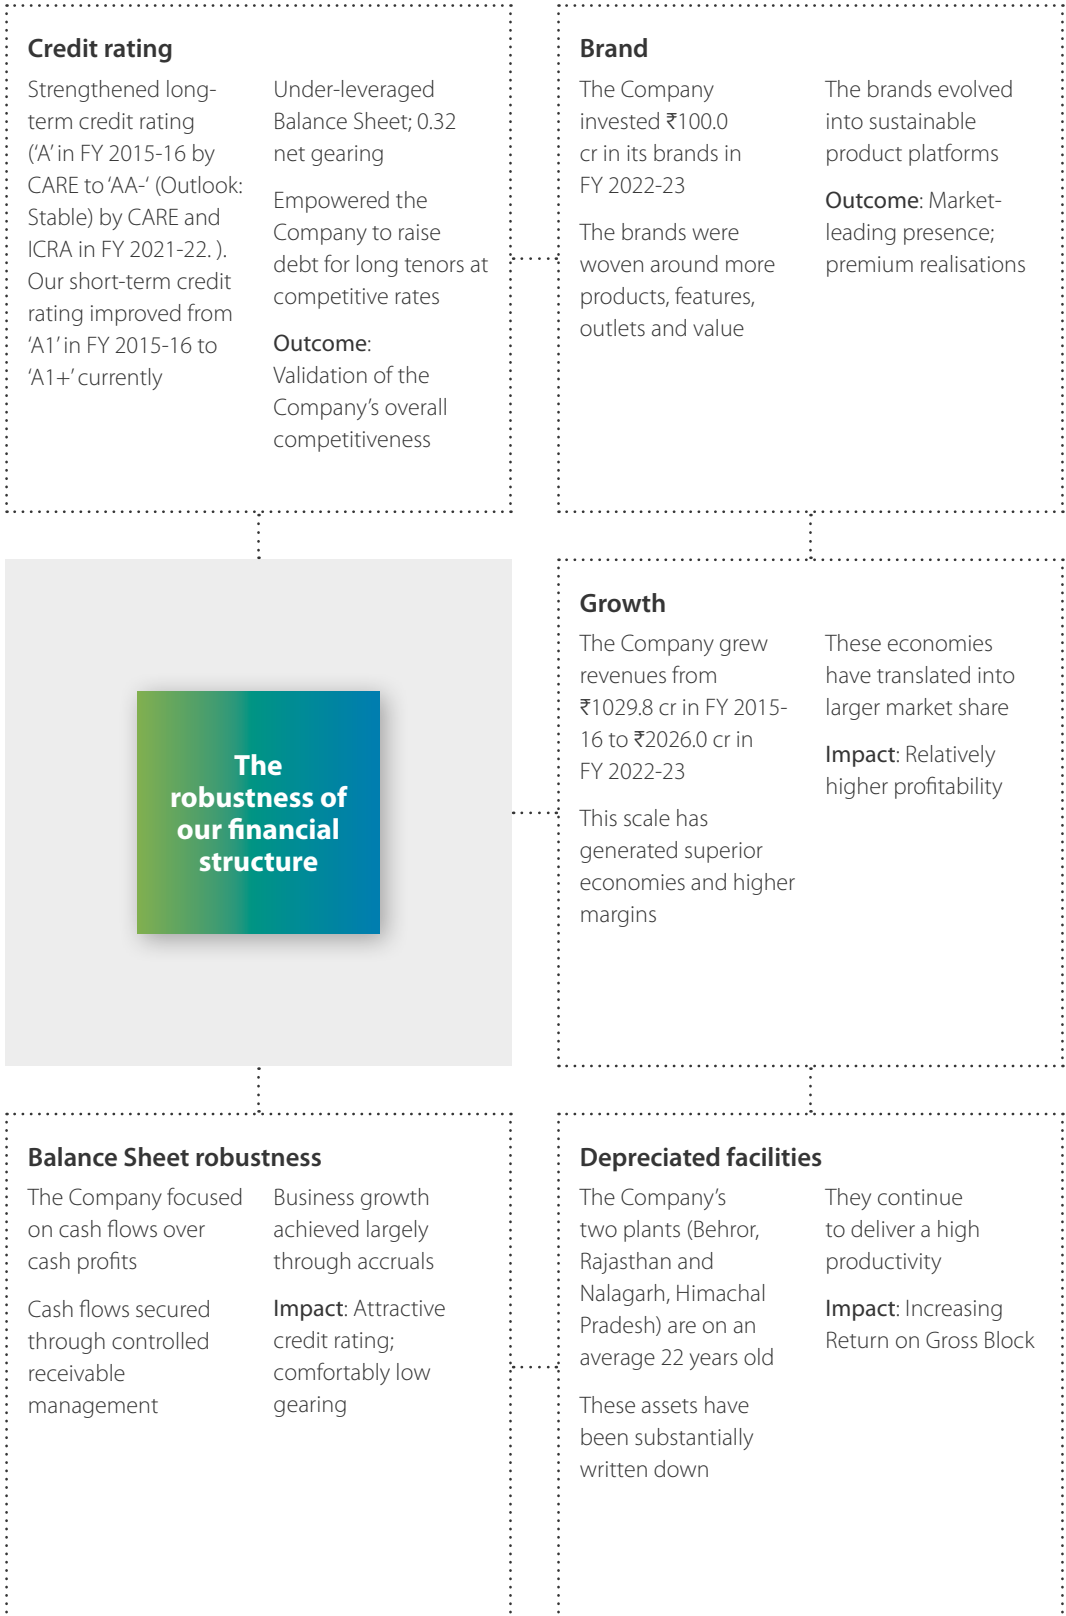 Credit rating
Strengthened long-
term credit rating
(‘A’ in FY 2015-16 by
CARE to ‘AA-‘ (Outlook:
Stable) by CARE and
ICRA in FY 2021-22. ).
Our short-term credit
rating improved from
‘A1’ in FY 2015-16 to
‘A1+’ currently
Under-leveraged
Balance Sheet; 0.32
net gearing
Empowered the
Company to raise
debt for long tenors at
competitive rates
Outcome:
Validation of the
Company’s overall
competitiveness
Brand
The Company
invested ₹100.0
cr in its brands in
FY 2022-23
The brands were
woven around more
products, features,
outlets and value
The brands evolved
into sustainable
product platforms
Outcome: Market-
leading presence;
premium realisations
The
robustness of
our financial
structure
Growth
The Company grew
revenues from
₹1029.8 cr in FY 2015-
16 to ₹2026.0 cr in
FY 2022-23
This scale has
generated superior
economies and higher
margins
These economies
have translated into
larger market share
Impact: Relatively
higher profitability
Balance Sheet robustness
The Company focused
on cash flows over
cash profits
Cash flows secured
through controlled
receivable
management
Business growth
achieved largely
through accruals
Impact: Attractive
credit rating;
comfortably low
gearing
Depreciated facilities
The Company’s
two plants (Behror,
Rajasthan and
Nalagarh, Himachal
Pradesh) are on an
average 22 years old
These assets have
been substantially
written down
They continue
to deliver a high
productivity
Impact: Increasing
Return on Gross Block